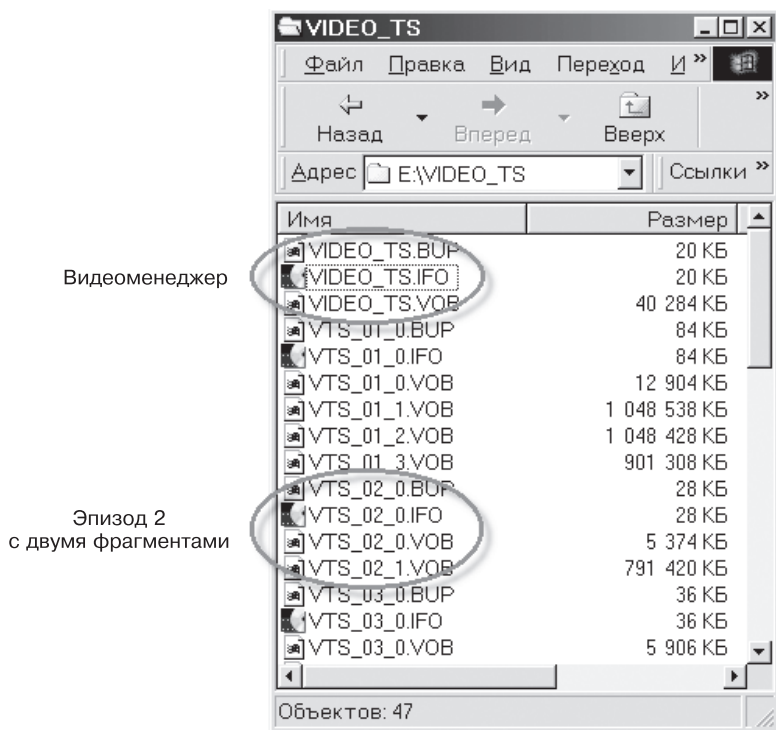 VIDEO_TS
Файл Правка Вид Переход И »
Назад Вперед Вверх »
Адрес E:\VIDEO_TS Ссылки »
Имя Размер
VIDEO_TS.BUP 20 КБ
Видеоменеджер VIDEO_TS.IFO 20 КБ
VIDEO_TS.VOB 40 284 КБ
VTS_01_0.BUP 84 КБ
VTS_01_0.IFO 84 КБ
VTS_01_0.VOB 12 904 КБ
VTS_01_1.VOB 1 048 538 КБ
VTS_01_2.VOB 1 048 428 КБ
VTS_01_3.VOB 901 308 КБ
VTS_02_0.BUP 28 КБ
Эпизод 2 VTS_02_0.IFO 28 КБ
с двумя фрагментами VTS_02_0.VOB 5 374 КБ
VTS_02_1.VOB 791 420 КБ
VTS_03_0.BUP 36 КБ
VTS_03_0.IFO 36 КБ
VTS_03_0.VOB 5 906 КБ
Объектов: 47